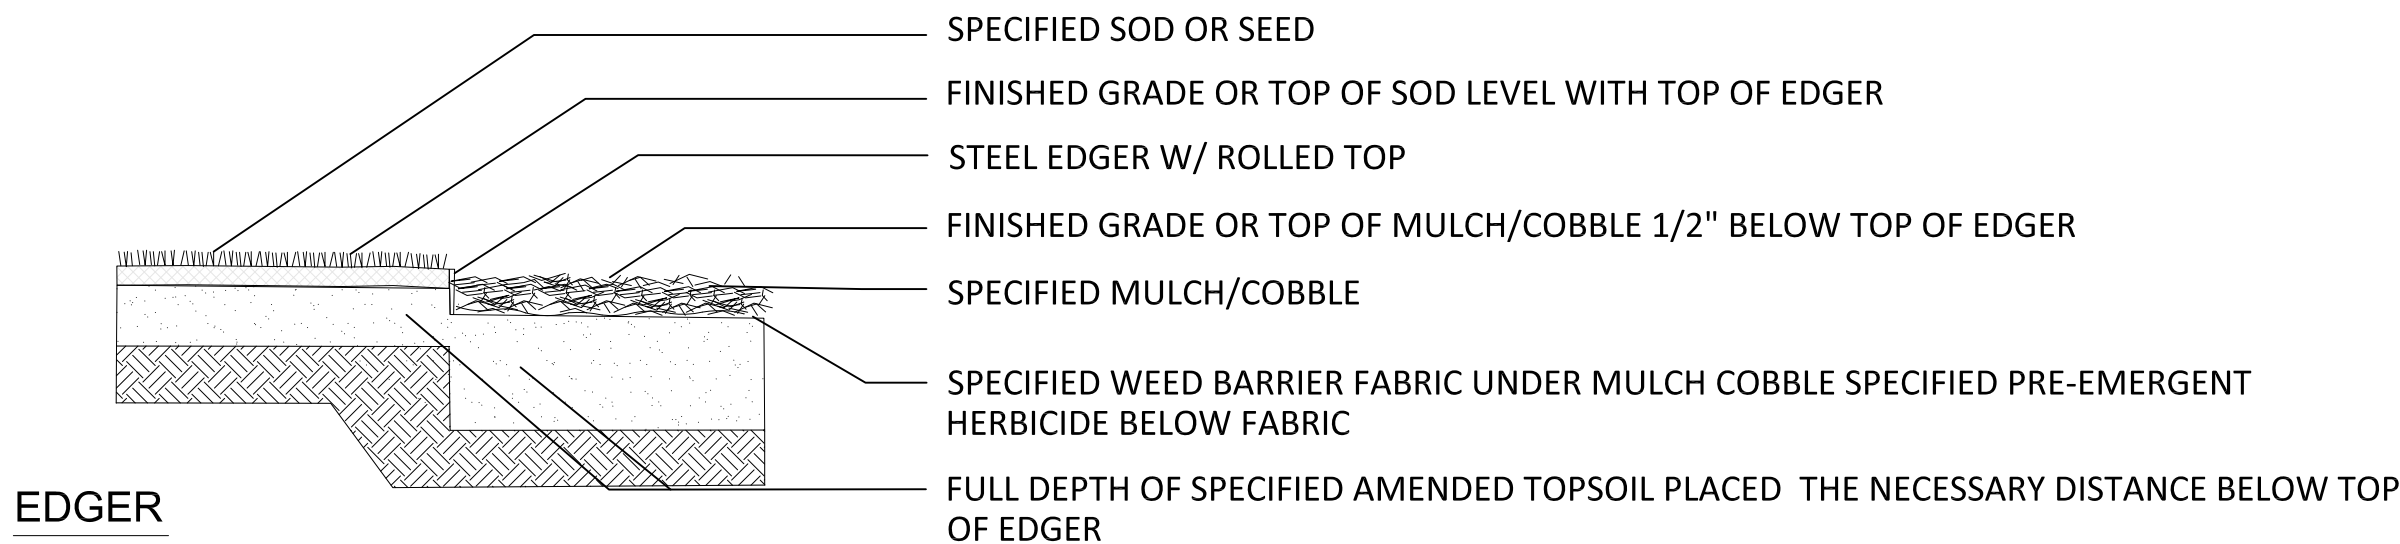 SPECIFIED SOD OR SEED
FINISHED GRADE OR TOP OF SOD LEVEL WITH TOP OF EDGER
STEEL EDGER W/ ROLLED TOP
FINISHED GRADE OR TOP OF MULCH/COBBLE 1/2" BELOW TOP OF EDGER
SPECIFIED MULCH/COBBLE
SPECIFIED WEED BARRIER FABRIC UNDER MULCH COBBLE SPECIFIED PRE-EMERGENT
HERBICIDE BELOW FABRIC
FULL DEPTH OF SPECIFIED AMENDED TOPSOIL PLACED  THE NECESSARY DISTANCE BELOW TOP
OF EDGER
EDGER